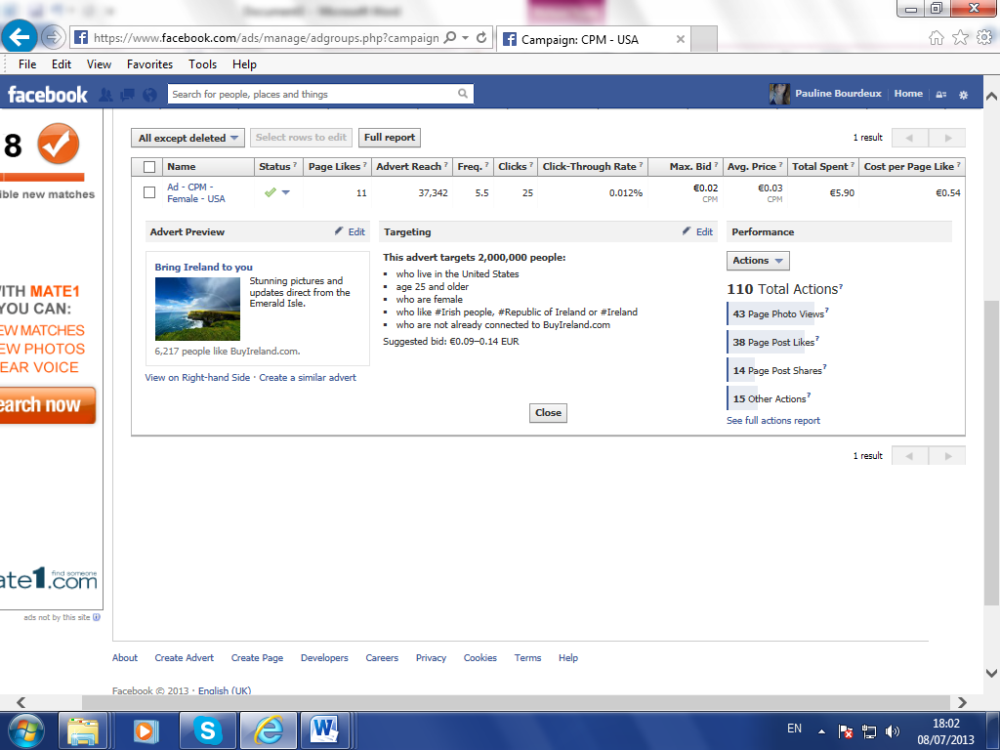 https://www.facebook.com/ads/manage/adgroups.php?campaign
Campaign: CPM - USA
File Edit View Favorites Tools Help
facebook
Search for people, places and things
Pauline Bourdeux Home
8
ible new matches
ITH MATE1
YOU CAN:
EW MATCHES
EW PHOTOS
EAR VOICE
earch now
find someone
ate1.com
ads not by this site
All except deleted Select rows to edit Full report 1 result
Name Status ? Page Likes ? Advert Reach ? Freq. ? Clicks ? Click-Through Rate ? Max. Bid ? Avg. Price ? Total Spent ? Cost per Page Like ?
Ad - CPM - Female - USA 11 37,342 5.5 25 0.012% €0.02 €0.03 €5.90 €0.54
CPM CPM
Advert Preview Edit Targeting Edit Performance
Bring Ireland to you
Stunning pictures and
updates direct from the
Emerald Isle.
6,217 people like BuyIreland.com.
View on Right-hand Side · Create a similar advert
This advert targets 2,000,000 people:
who live in the United States
age 25 and older
who are female
who like #Irish people, #Republic of Ireland or #Ireland
who are not already connected to BuyIreland.com
Suggested bid: €0.09–0.14 EUR
Actions
110 Total Actions?
43 Page Photo Views?
38 Page Post Likes?
14 Page Post Shares?
15 Other Actions?
See full actions report
Close
1 result
About Create Advert Create Page Developers Careers Privacy Cookies Terms Help
Facebook © 2013 · English (UK)
EN 18:02
08/07/2013